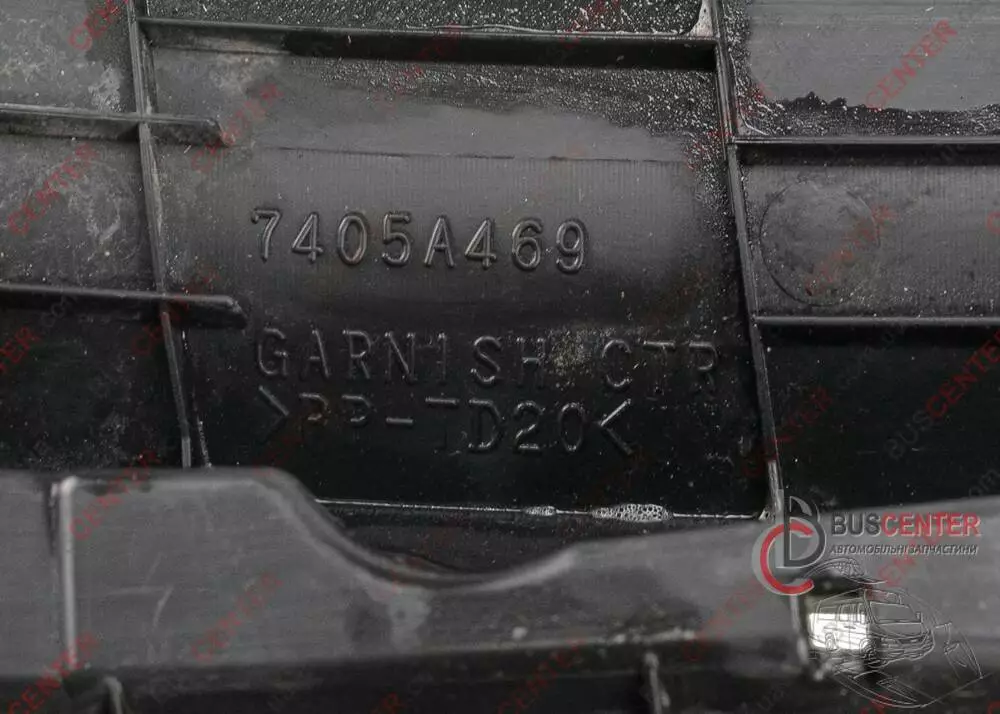 7405A469
GARNISH, CTR
>PP-TD20<
BUSCENTER
АВТОМОБІЛЬНІ ЗАПЧАСТИНИ